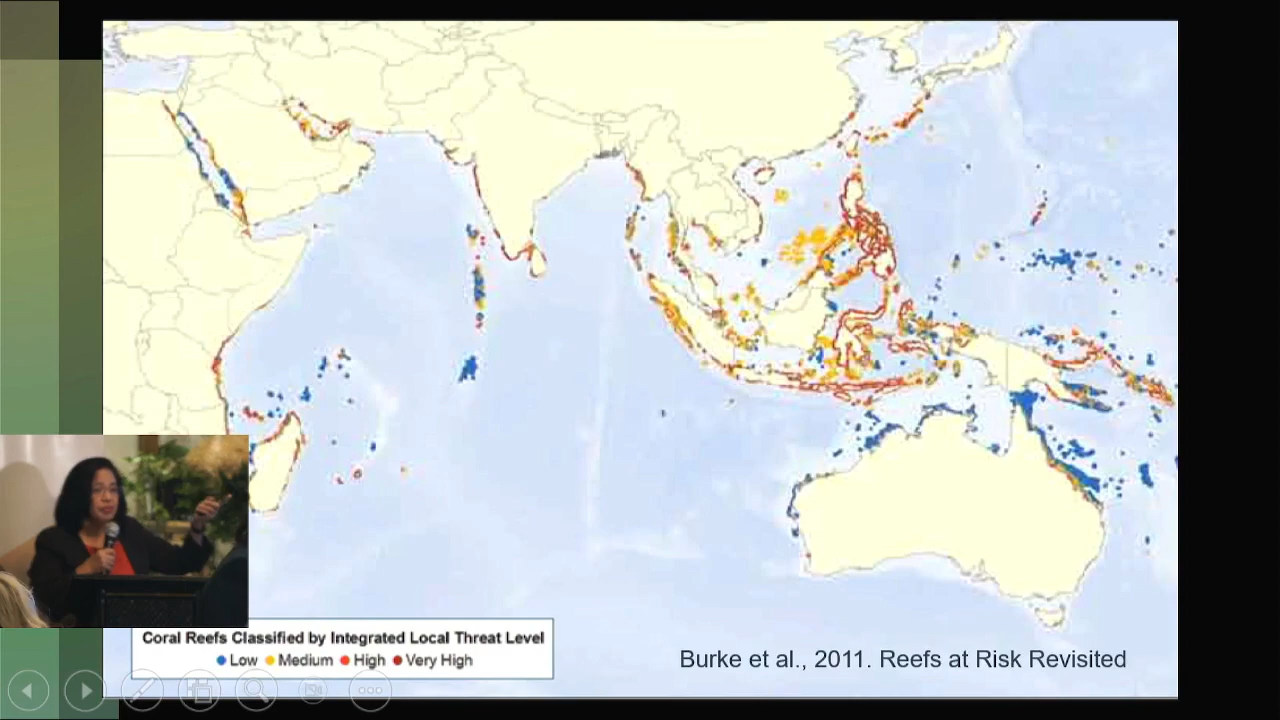 Coral Reefs Classified by Integrated Local Threat Level
Low Medium High Very High
Burke et al., 2011. Reefs at Risk Revisited